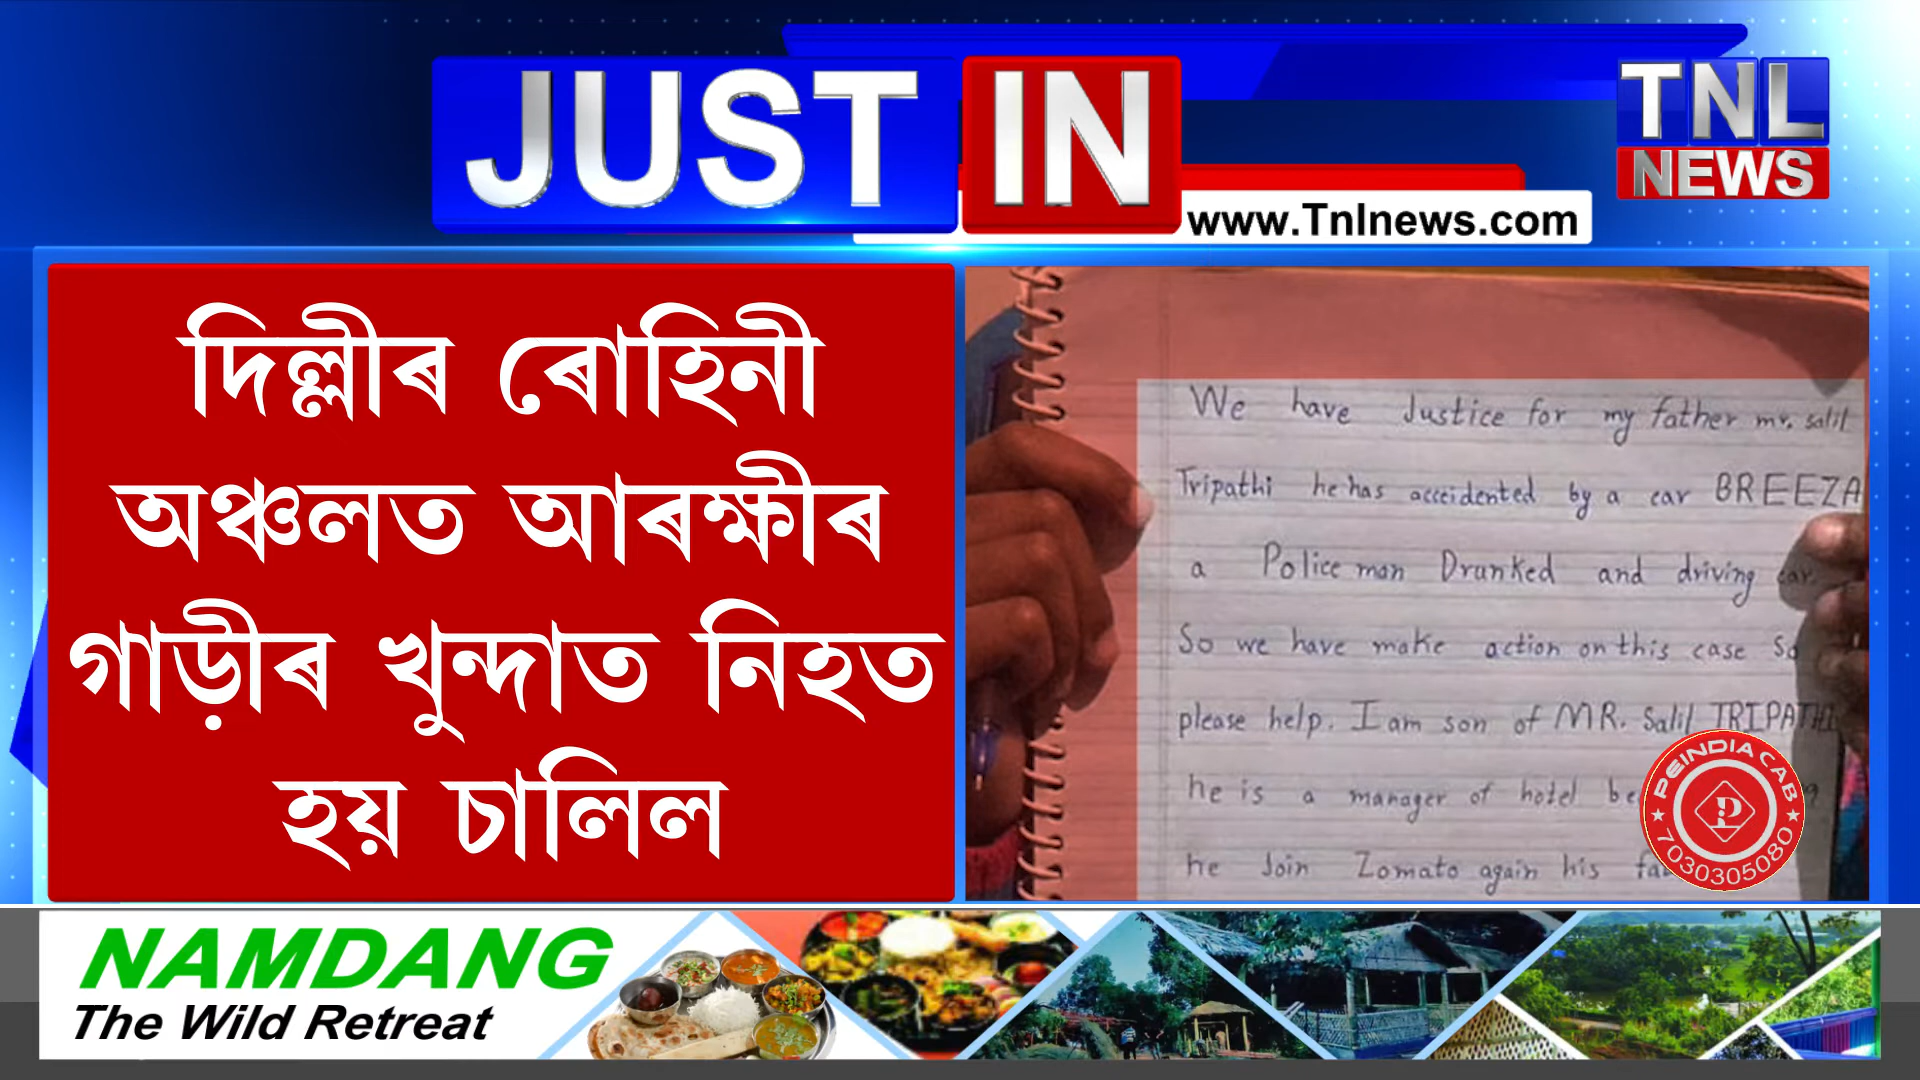 JUST IN
TNL
NEWS
www.Tnlnews.com
দিল্লীৰ ৰোহিনী
অঞ্চলত আৰক্ষীৰ
গাড়ীৰ খুন্দাত নিহত
হয় চালিল
We have Justice for my father mr. salil
Tripathi he has accidented by a car BREEZA
a Police man Drunked and driving car.
So we have make action on this case So
please help. I am son of MR. Salil TRIPATHI
he is a manager of hotel
he Join Zomato again his
PEINDIA CAB
7030305080
NAMDANG
The Wild Retreat